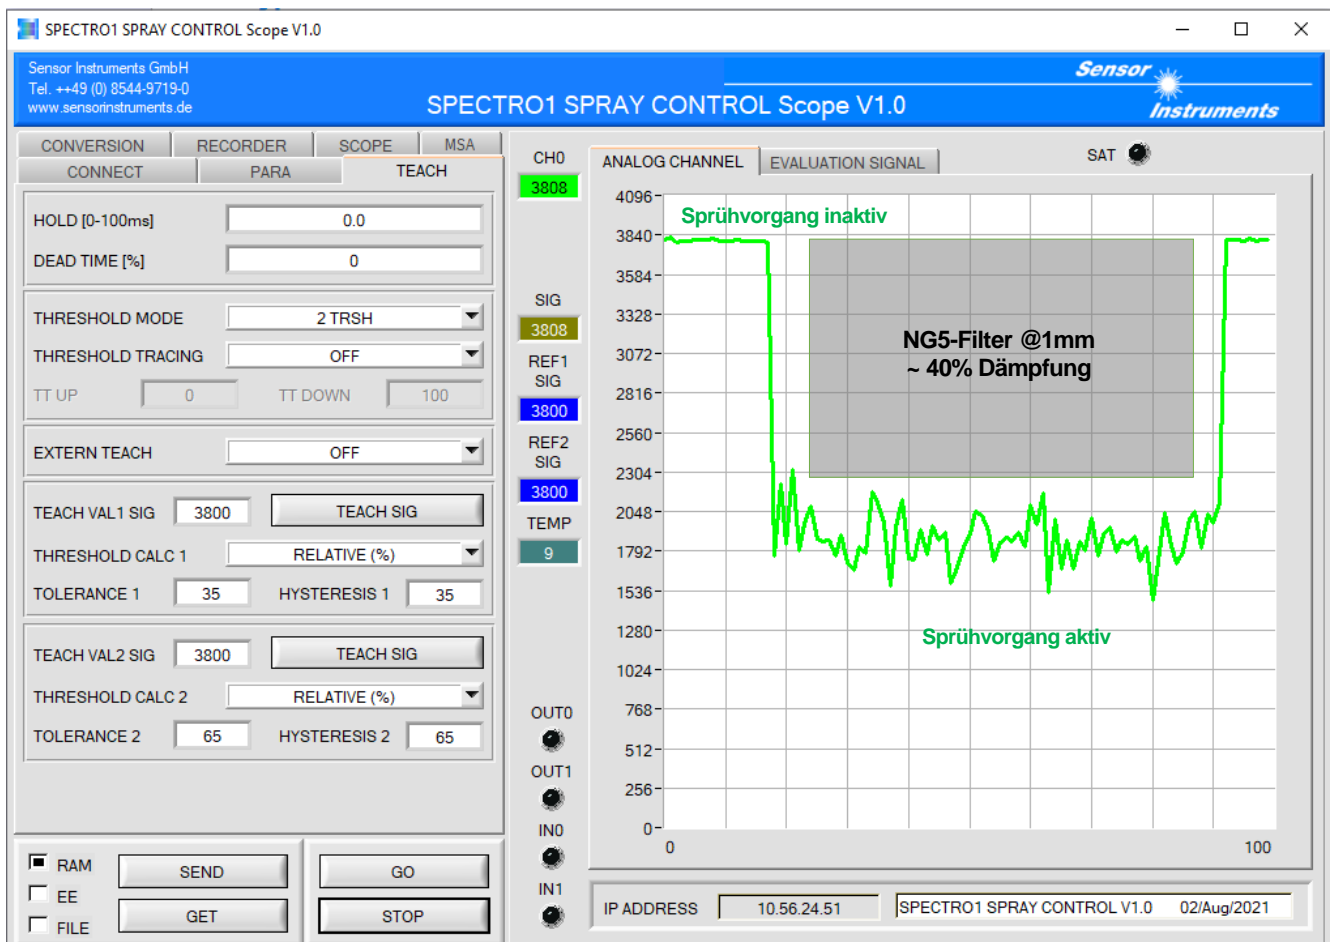 SPECTRO1 SPRAY CONTROL Scope V1.0
Sensor Instruments GmbH
Tel. ++49 (0) 8544-9719-0
www.sensorinstruments.de
SPECTRO1 SPRAY CONTROL Scope V1.0
Sensor
Instruments
CONVERSION RECORDER SCOPE MSA
CONNECT PARA TEACH
HOLD [0-100ms] 0.0
DEAD TIME [%] 0
THRESHOLD MODE 2 TRSH
THRESHOLD TRACING OFF
TT UP 0 TT DOWN 100
EXTERN TEACH OFF
TEACH VAL1 SIG 3800 TEACH SIG
THRESHOLD CALC 1 RELATIVE (%)
TOLERANCE 1 35 HYSTERESIS 1 35
TEACH VAL2 SIG 3800 TEACH SIG
THRESHOLD CALC 2 RELATIVE (%)
TOLERANCE 2 65 HYSTERESIS 2 65
RAM
EE
FILE
SEND
GET
GO
STOP
CH0
3808
SIG
3808
REF1
SIG
3800
REF2
SIG
3800
TEMP
9
OUT0
OUT1
IN0
IN1
ANALOG CHANNEL EVALUATION SIGNAL SAT
4096
3840
3584
3328
3072
2816
2560
2304
2048
1792
1536
1280
1024
768
512
256
0
0 100
Sprühvorgang inaktiv
NG5-Filter @1mm
~ 40% Dämpfung
Sprühvorgang aktiv
IP ADDRESS 10.56.24.51 SPECTRO1 SPRAY CONTROL V1.0 02/Aug/2021